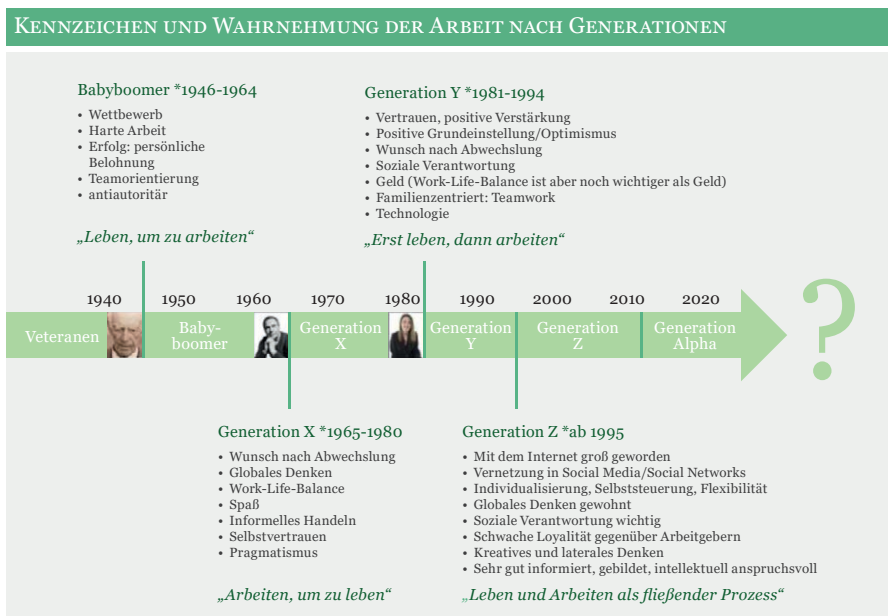 Kennzeichen und Wahrnehmung der Arbeit nach Generationen
Babyboomer *1946-1964
• Wettbewerb
• Harte Arbeit
• Erfolg: persönliche
Belohnung
• Teamorientierung
• antiautoritär
„Leben, um zu arbeiten“
Generation Y *1981-1994
• Vertrauen, positive Verstärkung
• Positive Grundeinstellung/Optimismus
• Wunsch nach Abwechslung
• Soziale Verantwortung
• Geld (Work-Life-Balance ist aber noch wichtiger als Geld)
• Familienzentriert: Teamwork
• Technologie
„Erst leben, dann arbeiten“
1940 1950 1960 1970 1980 1990 2000 2010 2020
Veteranen
Baby-
boomer
Generation
X
Generation
Y
Generation
Z
Generation
Alpha
?
Generation X *1965-1980
• Wunsch nach Abwechslung
• Globales Denken
• Work-Life-Balance
• Spaß
• Informelles Handeln
• Selbstvertrauen
• Pragmatismus
„Arbeiten, um zu leben“
Generation Z *ab 1995
• Mit dem Internet groß geworden
• Vernetzung in Social Media/Social Networks
• Individualisierung, Selbststeuerung, Flexibilität
• Globales Denken gewohnt
• Soziale Verantwortung wichtig
• Schwache Loyalität gegenüber Arbeitgebern
• Kreatives und laterales Denken
• Sehr gut informiert, gebildet, intellektuell anspruchsvoll
„Leben und Arbeiten als fließender Prozess“